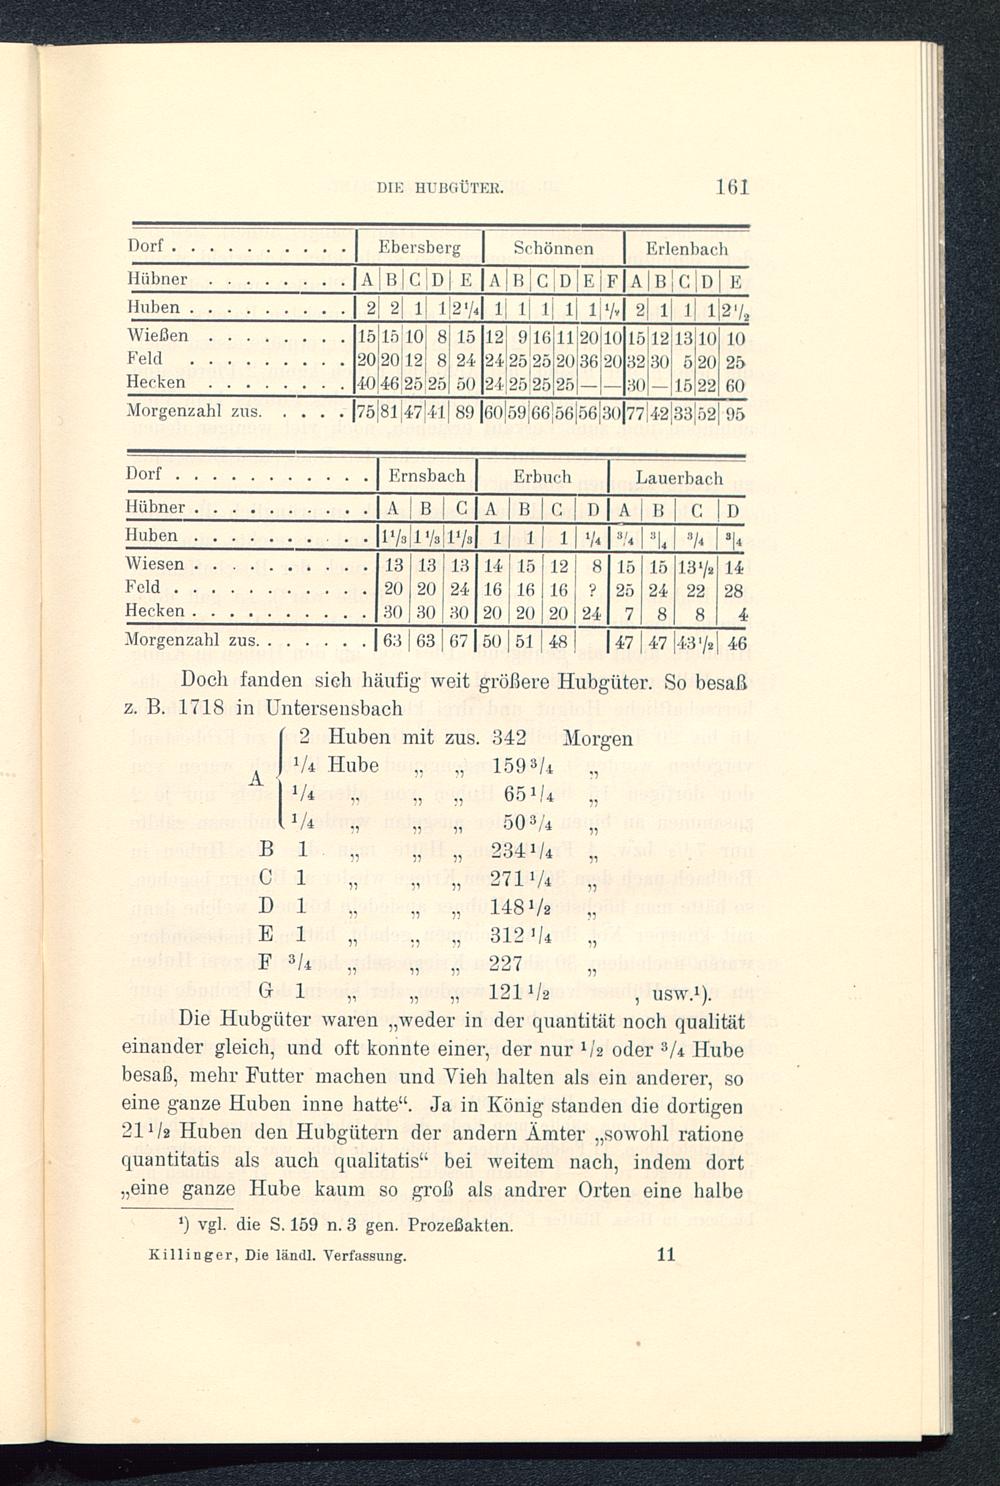 DIE HUBGÜTER. 161
Dorf . . . . . . . . . . Ebersberg Schönnen Erlenbach
Hübner . . . . . . . A B C D E A B C D E F A B C D E
Huben . . . . . . . . . 2 2 1 1 2¼ 1 1 1 1 1 ½ 2 1 1 1 2½
Wießen . . . . . . . . 15 15 10 8 15 12 9 16 11 20 10 15 12 13 10 10
Feld . . . . . . . . 20 20 12 8 24 24 25 25 20 36 20 32 30 5 20 25
Hecken . . . . . . . . 40 46 25 25 50 24 25 25 25 — — 30 — 15 22 60
Morgenzahl zus. . . . . 75 81 47 41 89 60 59 66 56 56 30 77 42 33 52 95
Dorf . . . . . . . . . . . Ernsbach Erbuch Lauerbach
Hübner . . . . . . . . . . A B C A B C D A B C D
Huben . . . . . . . . . . 1⅓ 1⅓ 1⅓ 1 1 1 ¼ ¾ ¾ ¾ ¾
Wiesen . . . . . . . . . . 13 13 13 14 15 12 8 15 15 13½ 14
Feld . . . . . . . . . . . 20 20 24 16 16 16 ? 25 24 22 28
Hecken . . . . . . . . . . 30 30 30 20 20 20 24 7 8 8 4
Morgenzahl zus. . . . . . . 63 63 67 50 51 48 47 47 43½ 46
Doch fanden sich häufig weit größere Hubgüter. So besaß
z. B. 1718 in Untersensbach
2 Huben mit zus. 342 Morgen
A ¼ Hube „ „ 159¾ „
¼ „ „ „ 65¼ „
¼ „ „ „ 50¾ „
B 1 „ „ „ 234¼ „
C 1 „ „ „ 271¼ „
D 1 „ „ „ 148½ „
E 1 „ „ „ 312¼ „
F ¾ „ „ „ 227 „
G 1 „ „ „ 121½ , usw.¹).
Die Hubgüter waren „weder in der quantität noch qualität
einander gleich, und oft konnte einer, der nur ½ oder ¾ Hube
besaß, mehr Futter machen und Vieh halten als ein anderer, so
eine ganze Huben inne hatte“. Ja in König standen die dortigen
21½ Huben den Hubgütern der andern Ämter „sowohl ratione
quantitatis als auch qualitatis“ bei weitem nach, indem dort
„eine ganze Hube kaum so groß als andrer Orten eine halbe
¹) vgl. die S. 159 n. 3 gen. Prozeßakten.
Killinger, Die ländl. Verfassung. 11